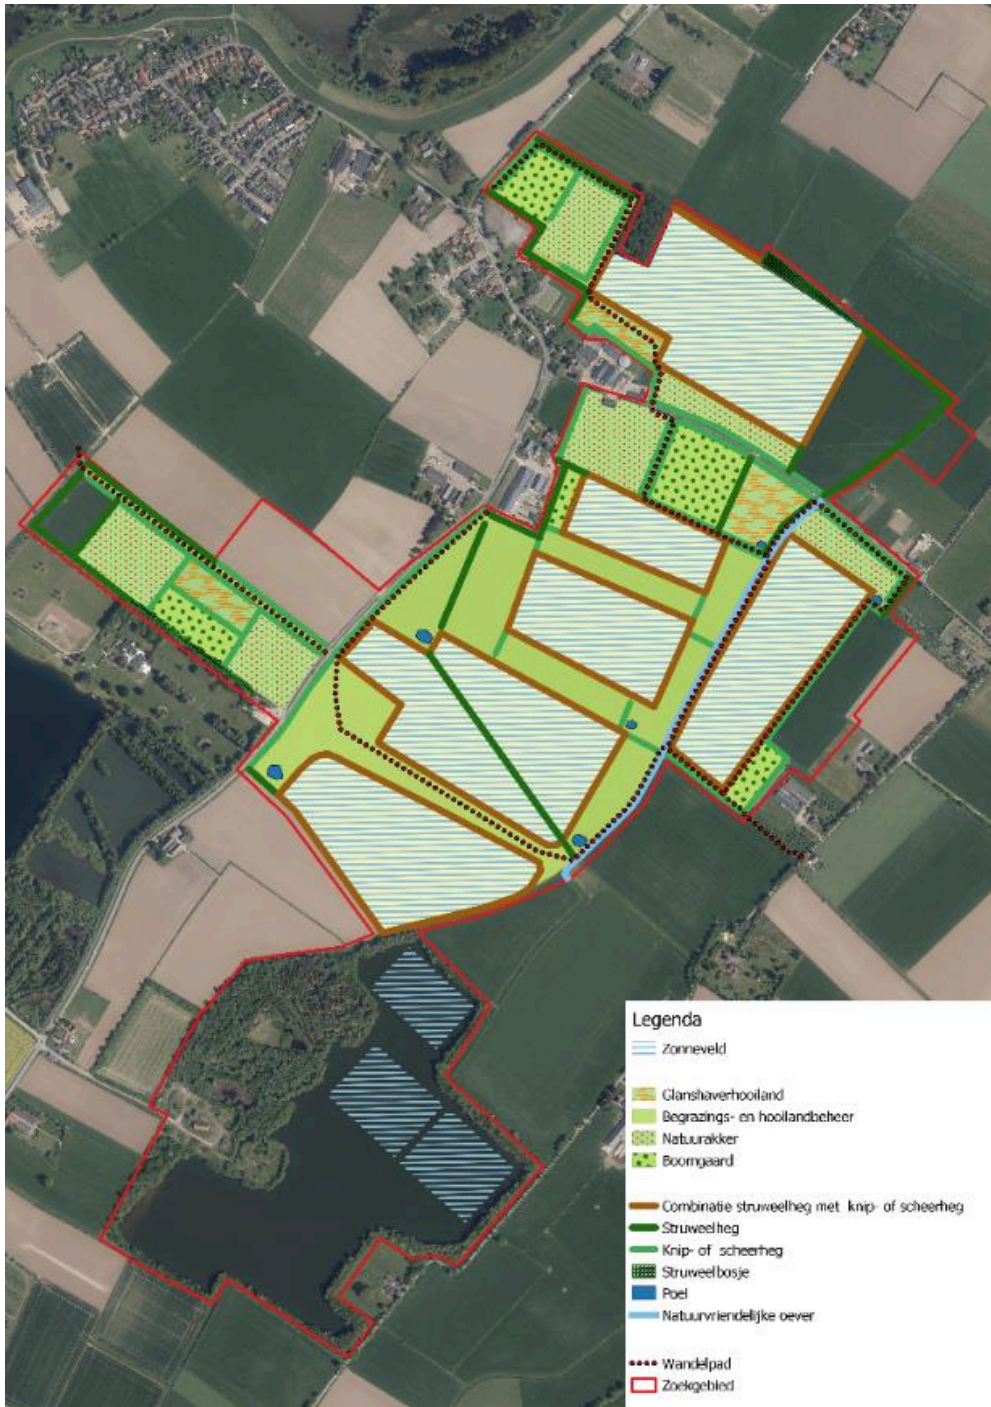 Legenda
Zonneveld
Glanshaverhooiland
Begrazings- en hooilandbeheer
Natuurakker
Boomgaard
Combinatie struweelheg met knip- of scheerheg
Struweelheg
Knip- of scheerheg
Struweelbosje
Poel
Natuurvriendelijke oever
Wandelpad
Zoekgebied